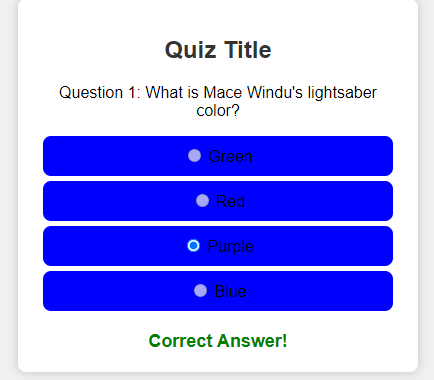 Quiz Title
Question 1: What is Mace Windu's lightsaber
color?
Green
Red
Purple
Blue
Correct Answer!